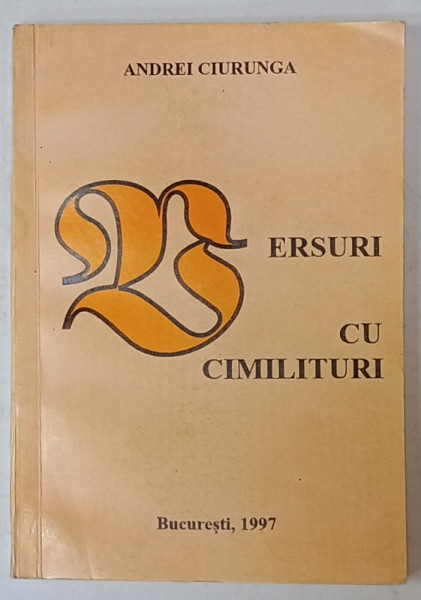 ANDREI CIURUNGA
VERSURI
CU
CIMILITURI
București, 1997